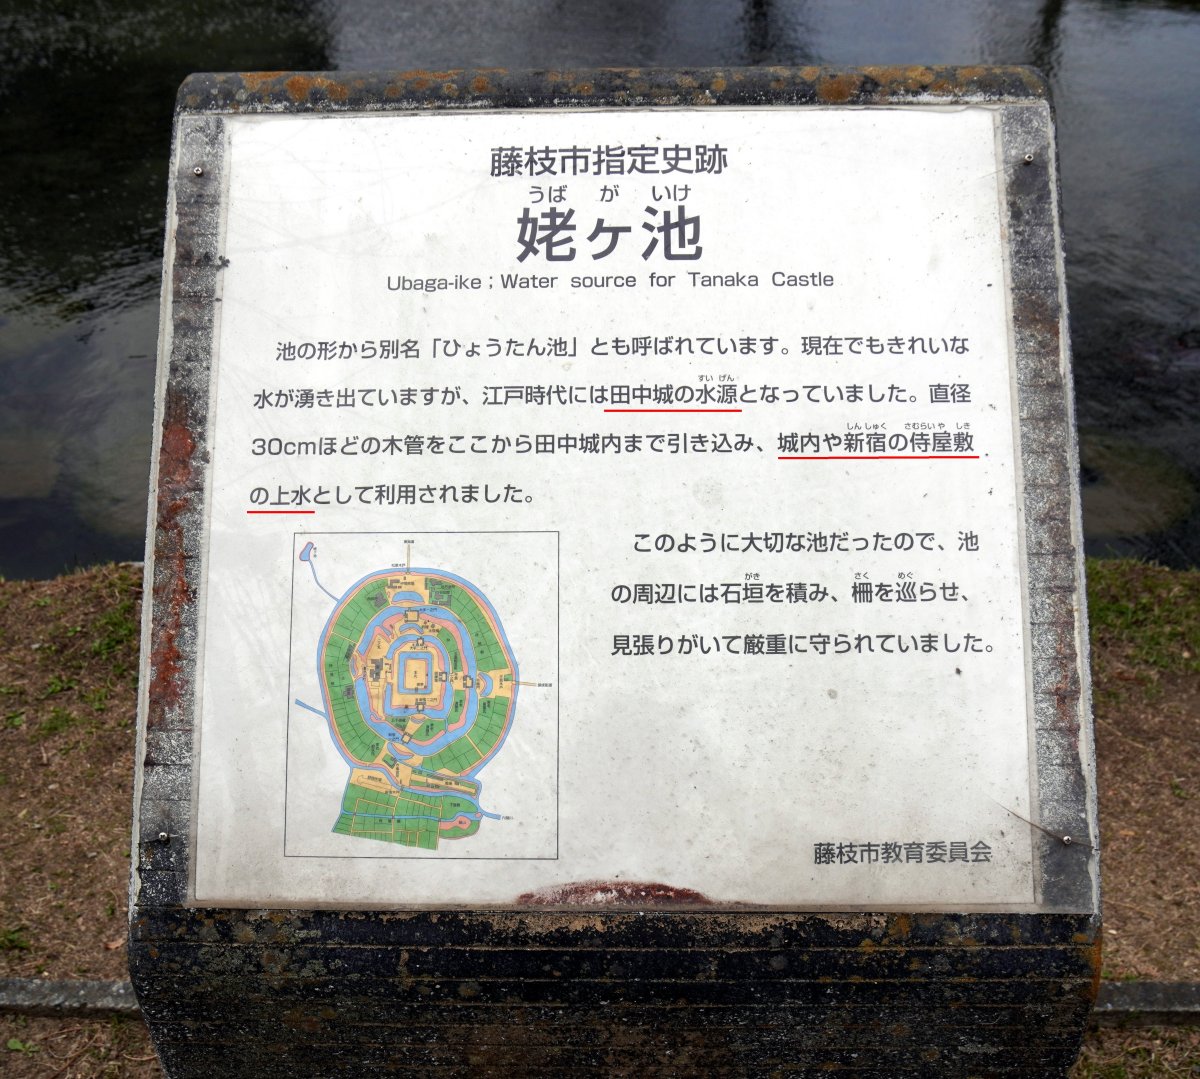 藤枝市指定史跡
うば が いけ
姥ヶ池
Ubaga-ike ; Water source for Tanaka Castle
池の形から別名「ひょうたん池」とも呼ばれています。現在でもきれいな
すいげん
水が湧き出ていますが、江戸時代には田中城の水源となっていました。直径
しんしゅく さむらいやしき
30cmほどの木管をここから田中城内まで引き込み、城内や新宿の侍屋敷
の上水として利用されました。
このように大切な池だったので、池
がき さく めぐ
の周辺には石垣を積み、柵を巡らせ、
見張りがいて厳重に守られていました。
藤枝市教育委員会